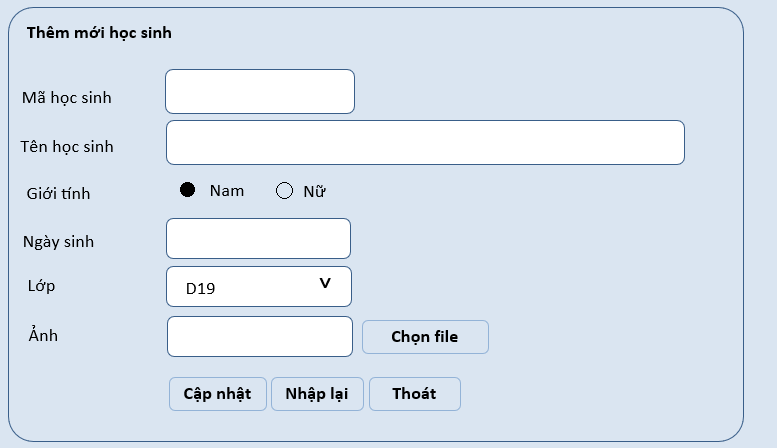 Thêm mới học sinh
Mã học sinh
Tên học sinh
Giới tính Nam Nữ
Ngày sinh
Lớp D19 V
Ảnh Chọn file
Cập nhật Nhập lại Thoát